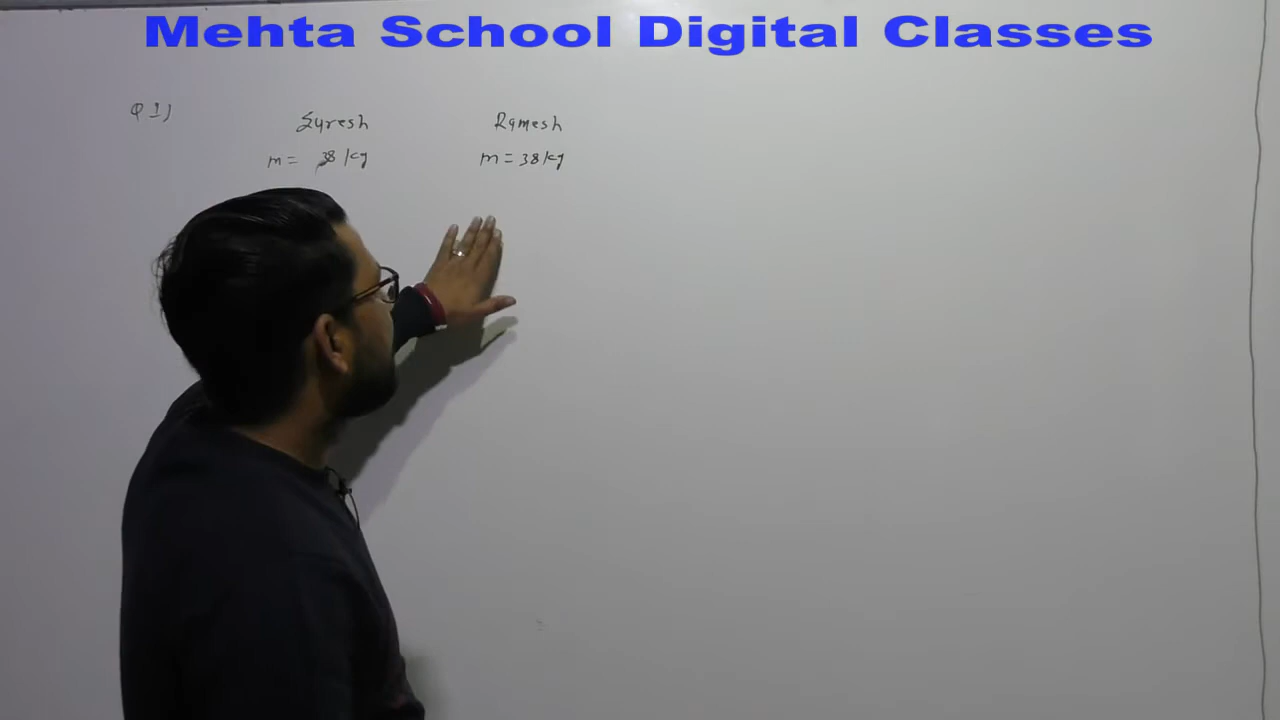 Mehta School Digital Classes
Q 1)
Suresh Ramesh
m = 38 kg m = 38 kg